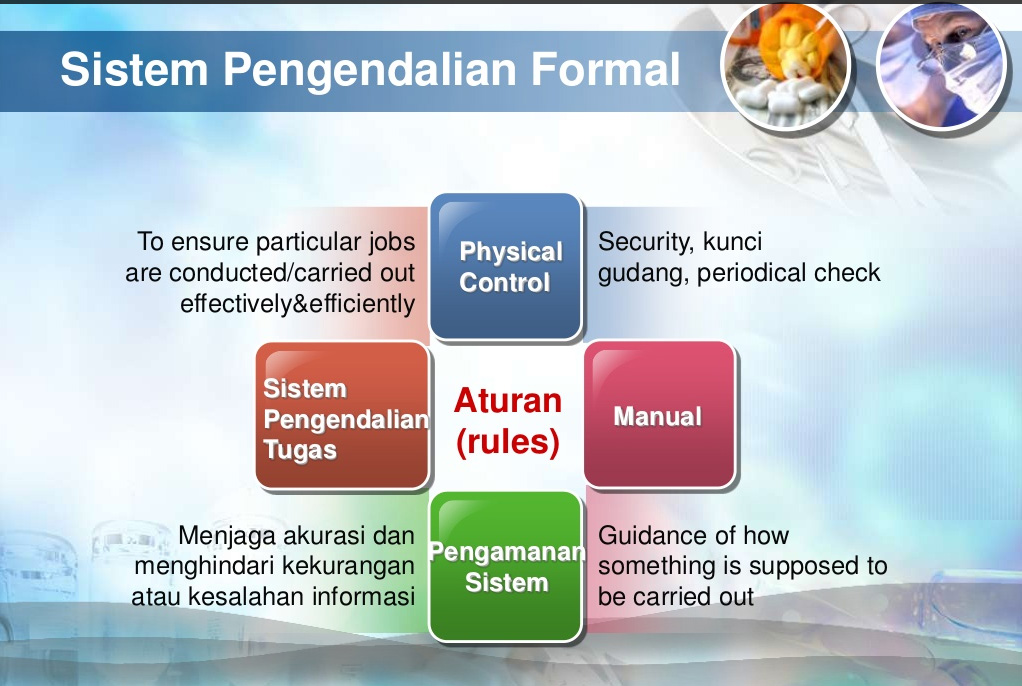 Sistem Pengendalian Formal
To ensure particular jobs
are conducted/carried out
effectively&efficiently
Physical
Control
Security, kunci
gudang, periodical check
Sistem
Pengendalian
Tugas
Aturan
(rules)
Manual
Menjaga akurasi dan
menghindari kekurangan
atau kesalahan informasi
Pengamanan
Sistem
Guidance of how
something is supposed to
be carried out